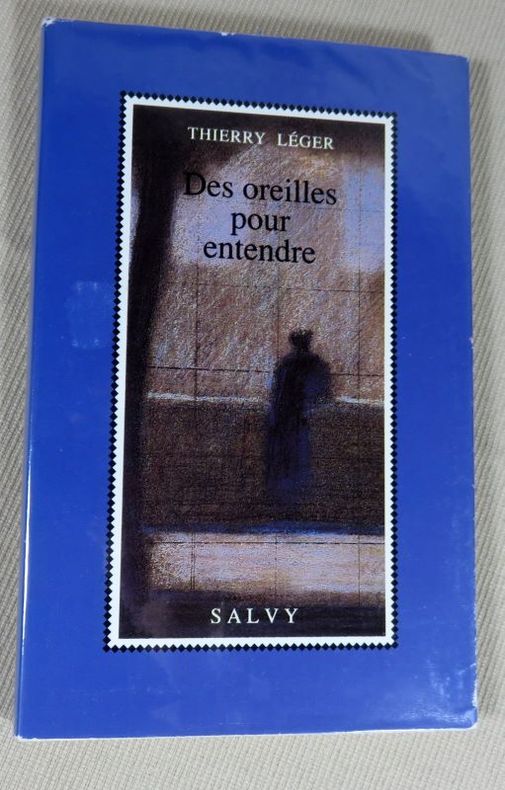 THIERRY LÉGER
Des oreilles
pour
entendre
SALVY